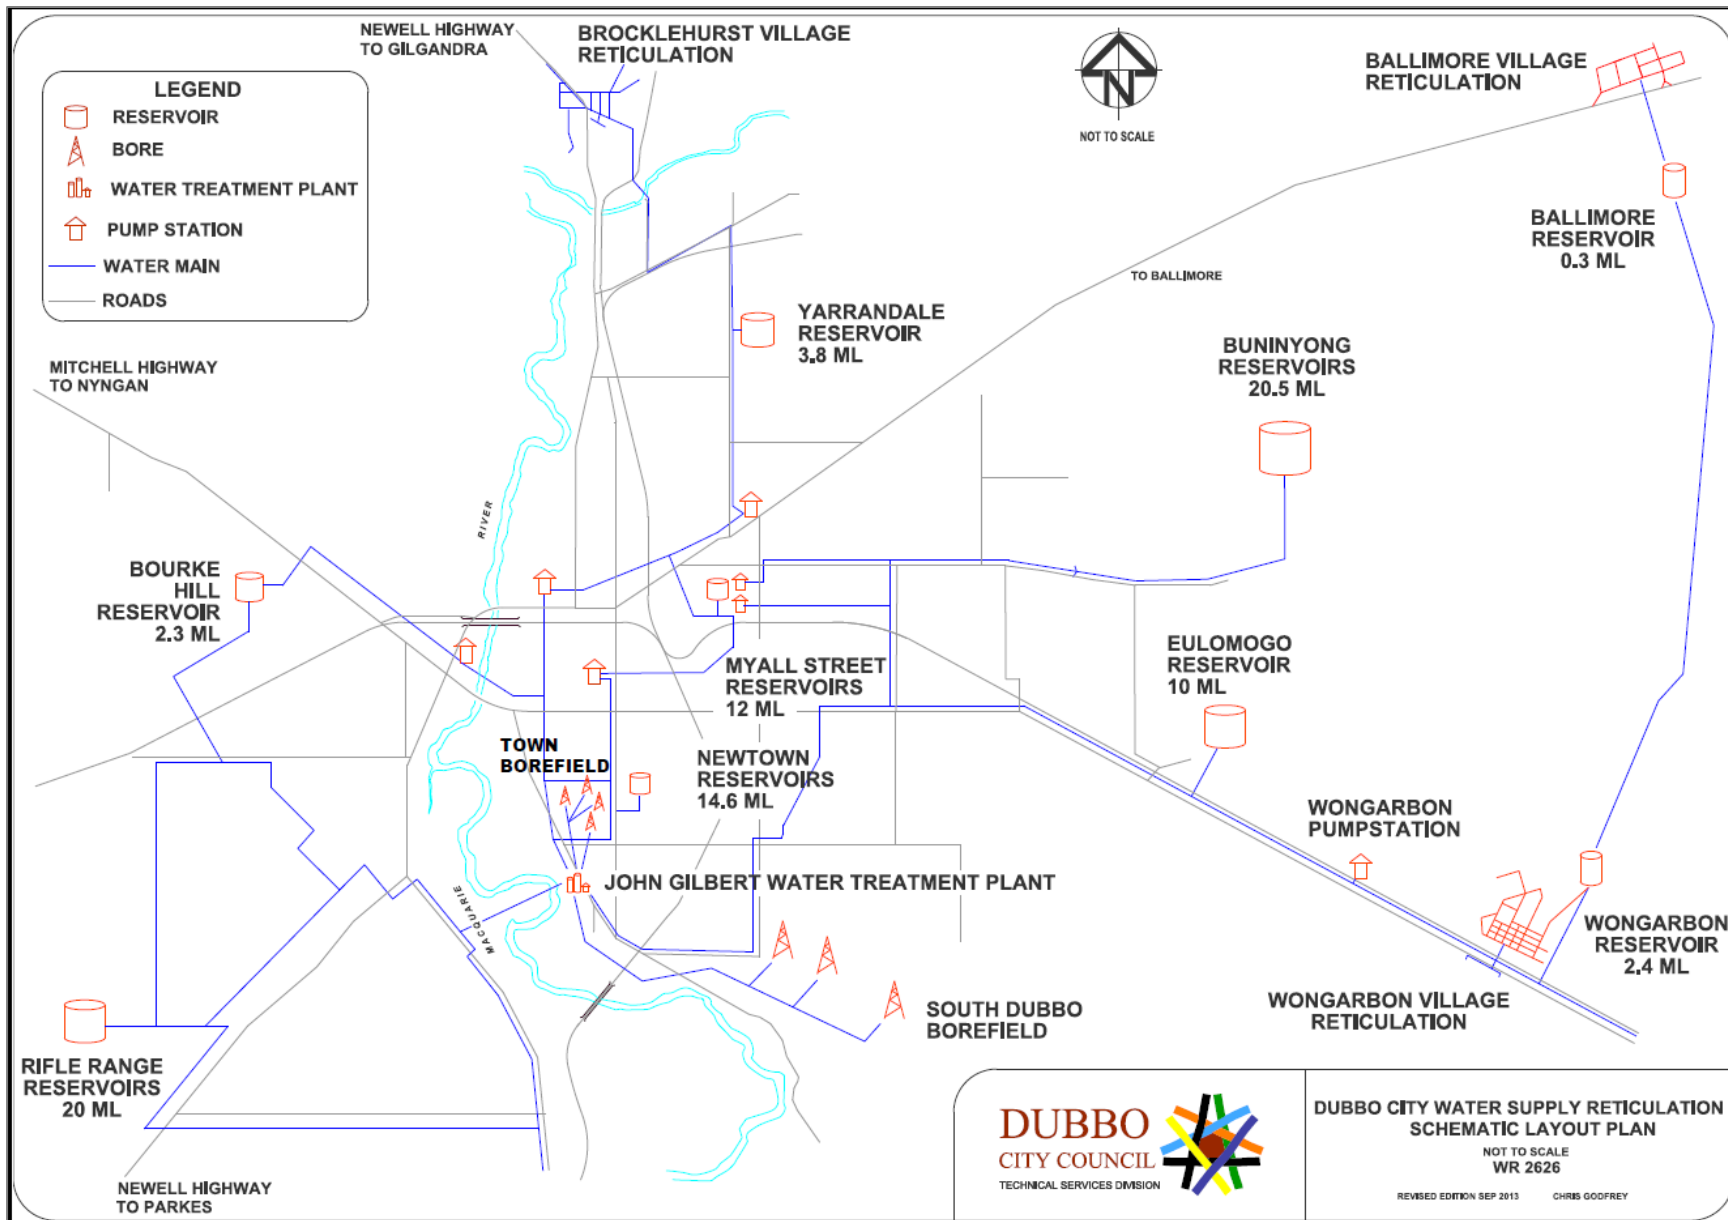 NEWELL HIGHWAY
TO GILGANDRA
BROCKLEHURST VILLAGE
RETICULATION
N
NOT TO SCALE
BALLIMORE VILLAGE
RETICULATION
LEGEND
RESERVOIR
BORE
WATER TREATMENT PLANT
PUMP STATION
WATER MAIN
ROADS
BALLIMORE
RESERVOIR
0.3 ML
TO BALLIMORE
YARRANDALE
RESERVOIR
3.8 ML
BUNINYONG
RESERVOIRS
20.5 ML
MITCHELL HIGHWAY
TO NYNGAN
RIVER
BOURKE
HILL
RESERVOIR
2.3 ML
EULOMOGO
RESERVOIR
10 ML
MYALL STREET
RESERVOIRS
12 ML
TOWN
BOREFIELD
NEWTOWN
RESERVOIRS
14.6 ML
WONGARBON
PUMPSTATION
JOHN GILBERT WATER TREATMENT PLANT
MACQUARIE
WONGARBON
RESERVOIR
2.4 ML
SOUTH DUBBO
BOREFIELD
WONGARBON VILLAGE
RETICULATION
RIFLE RANGE
RESERVOIRS
20 ML
NEWELL HIGHWAY
TO PARKES
DUBBO
CITY COUNCIL
TECHNICAL SERVICES DIVISION
DUBBO CITY WATER SUPPLY RETICULATION
SCHEMATIC LAYOUT PLAN
NOT TO SCALE
WR 2626
REVISED EDITION SEP 2013 CHRIS GODFREY